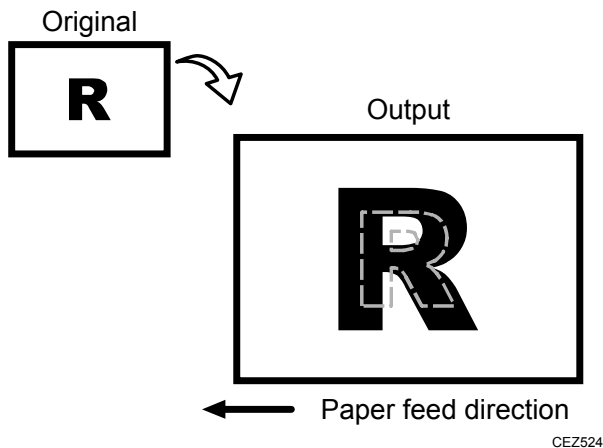 Original
R
Output
R
Paper feed direction
CEZ524